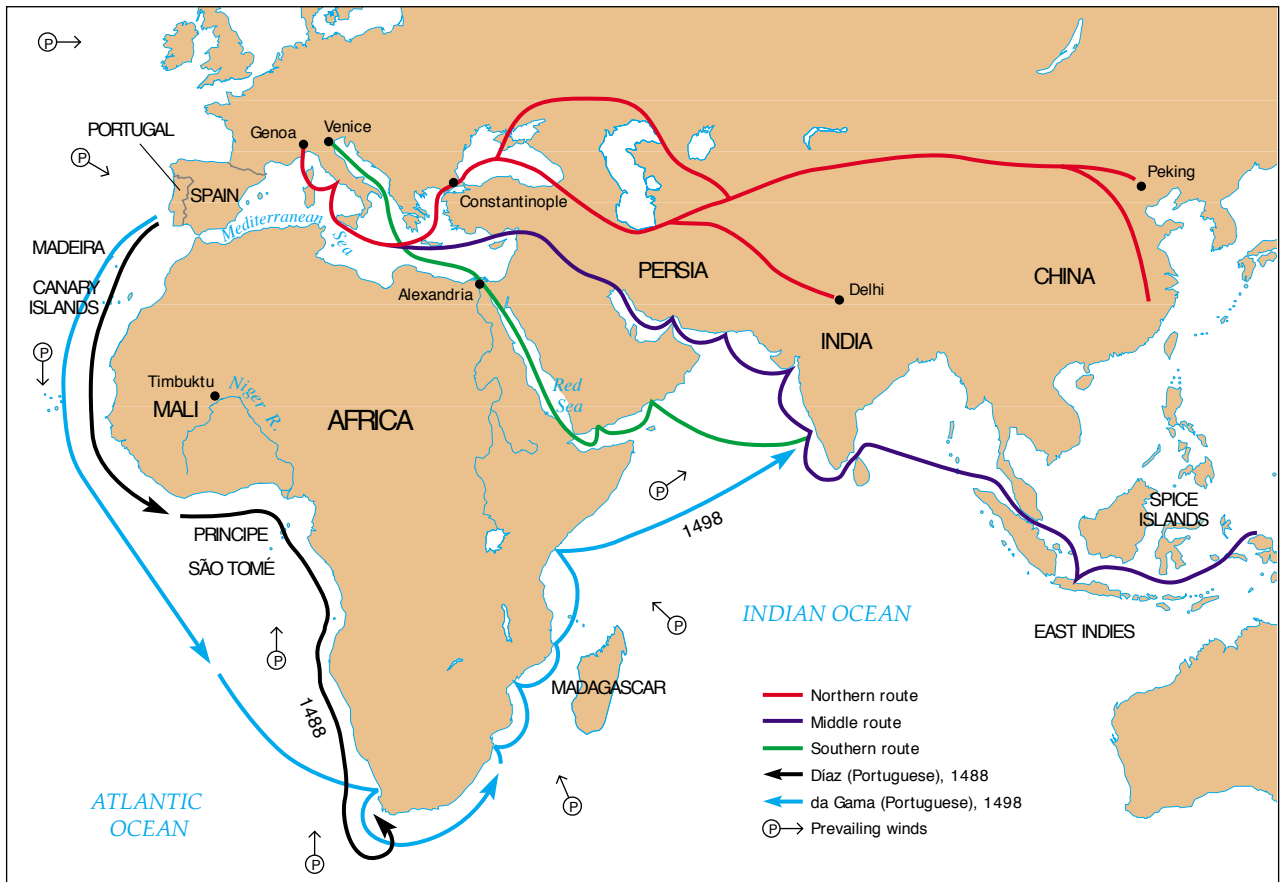 P
PORTUGAL
Genoa
Venice
P
SPAIN
Constantinople
Peking
Mediterranean
Sea
MADEIRA
CANARY
ISLANDS
PERSIA
CHINA
Alexandria
Delhi
INDIA
P
Timbuktu
MALI
Niger R.
AFRICA
Red
Sea
P
1498
SPICE
ISLANDS
PRINCIPE
SÃO TOMÉ
P
P
INDIAN OCEAN
EAST INDIES
MADAGASCAR
1488
P
P
ATLANTIC
OCEAN
Northern route
Middle route
Southern route
Díaz (Portuguese), 1488
da Gama (Portuguese), 1498
P Prevailing winds